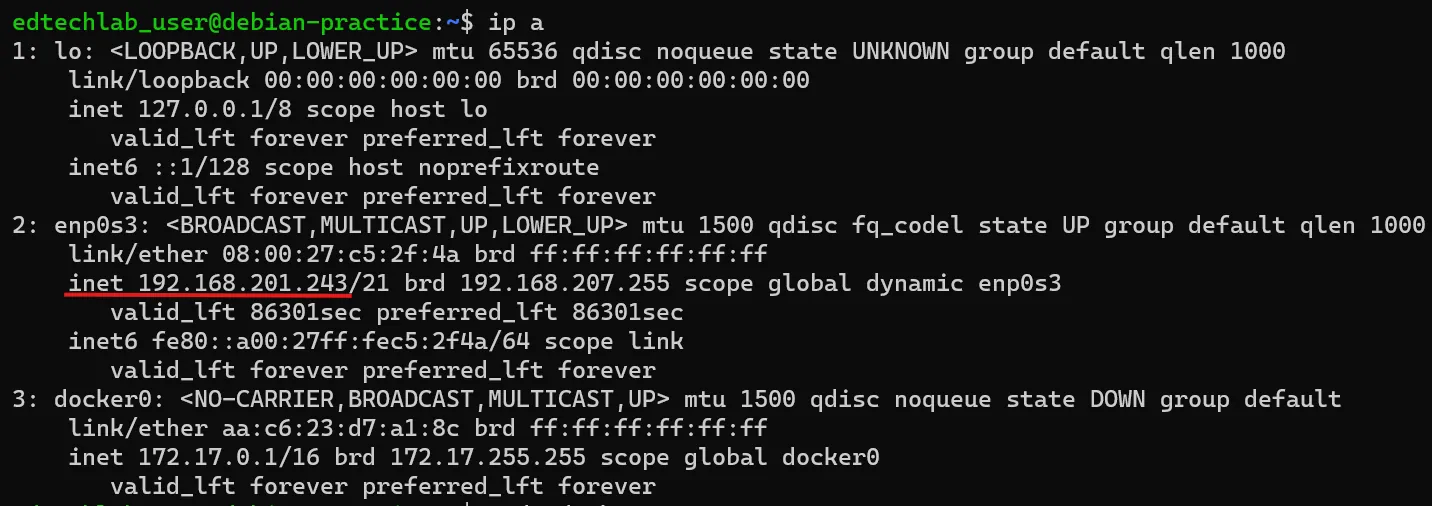 edtechlab_user@debian-practice:~$ ip a
1: lo: <LOOPBACK,UP,LOWER_UP> mtu 65536 qdisc noqueue state UNKNOWN group default qlen 1000
    link/loopback 00:00:00:00:00:00 brd 00:00:00:00:00:00
    inet 127.0.0.1/8 scope host lo
       valid_lft forever preferred_lft forever
    inet6 ::1/128 scope host noprefixroute
       valid_lft forever preferred_lft forever
2: enp0s3: <BROADCAST,MULTICAST,UP,LOWER_UP> mtu 1500 qdisc fq_codel state UP group default qlen 1000
    link/ether 08:00:27:c5:2f:4a brd ff:ff:ff:ff:ff:ff
    inet 192.168.201.243/21 brd 192.168.207.255 scope global dynamic enp0s3
       valid_lft 86301sec preferred_lft 86301sec
    inet6 fe80::a00:27ff:fec5:2f4a/64 scope link
       valid_lft forever preferred_lft forever
3: docker0: <NO-CARRIER,BROADCAST,MULTICAST,UP> mtu 1500 qdisc noqueue state DOWN group default
    link/ether aa:c6:23:d7:a1:8c brd ff:ff:ff:ff:ff:ff
    inet 172.17.0.1/16 brd 172.17.255.255 scope global docker0
       valid_lft forever preferred_lft forever